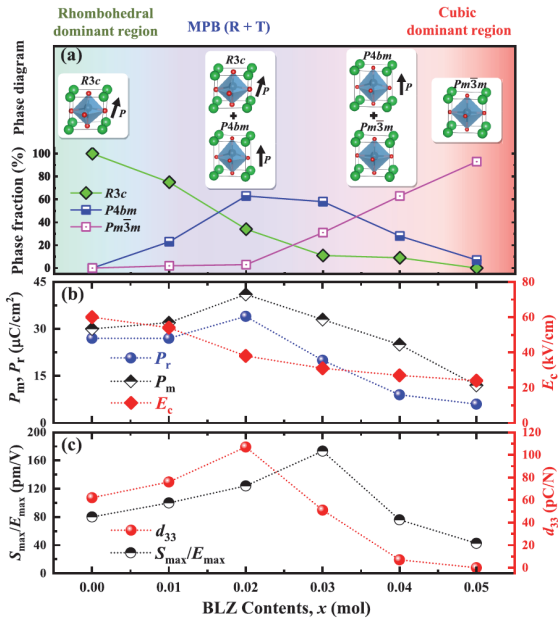 Rhombohedral
dominant region
MPB (R + T)
Cubic
dominant region
(a)
Phase diagram
R3c
P
R3c
P
+
P4bm
P
P4bm
P
+
Pm3̅m
Pm3̅m
Phase fraction (%)
100
80
60
40
20
0
R3c
P4bm
Pm3̅m
(b)
Pm, Pr (μC/cm²)
45
30
15
Pr
Pm
Ec
80
60
40
20
0
Ec (kV/cm)
(c)
Smax/Emax (pm/V)
200
160
120
80
40
0
d33
Smax/Emax
120
100
80
60
40
20
0
d33 (pC/N)
0.00 0.01 0.02 0.03 0.04 0.05
BLZ Contents, x (mol)